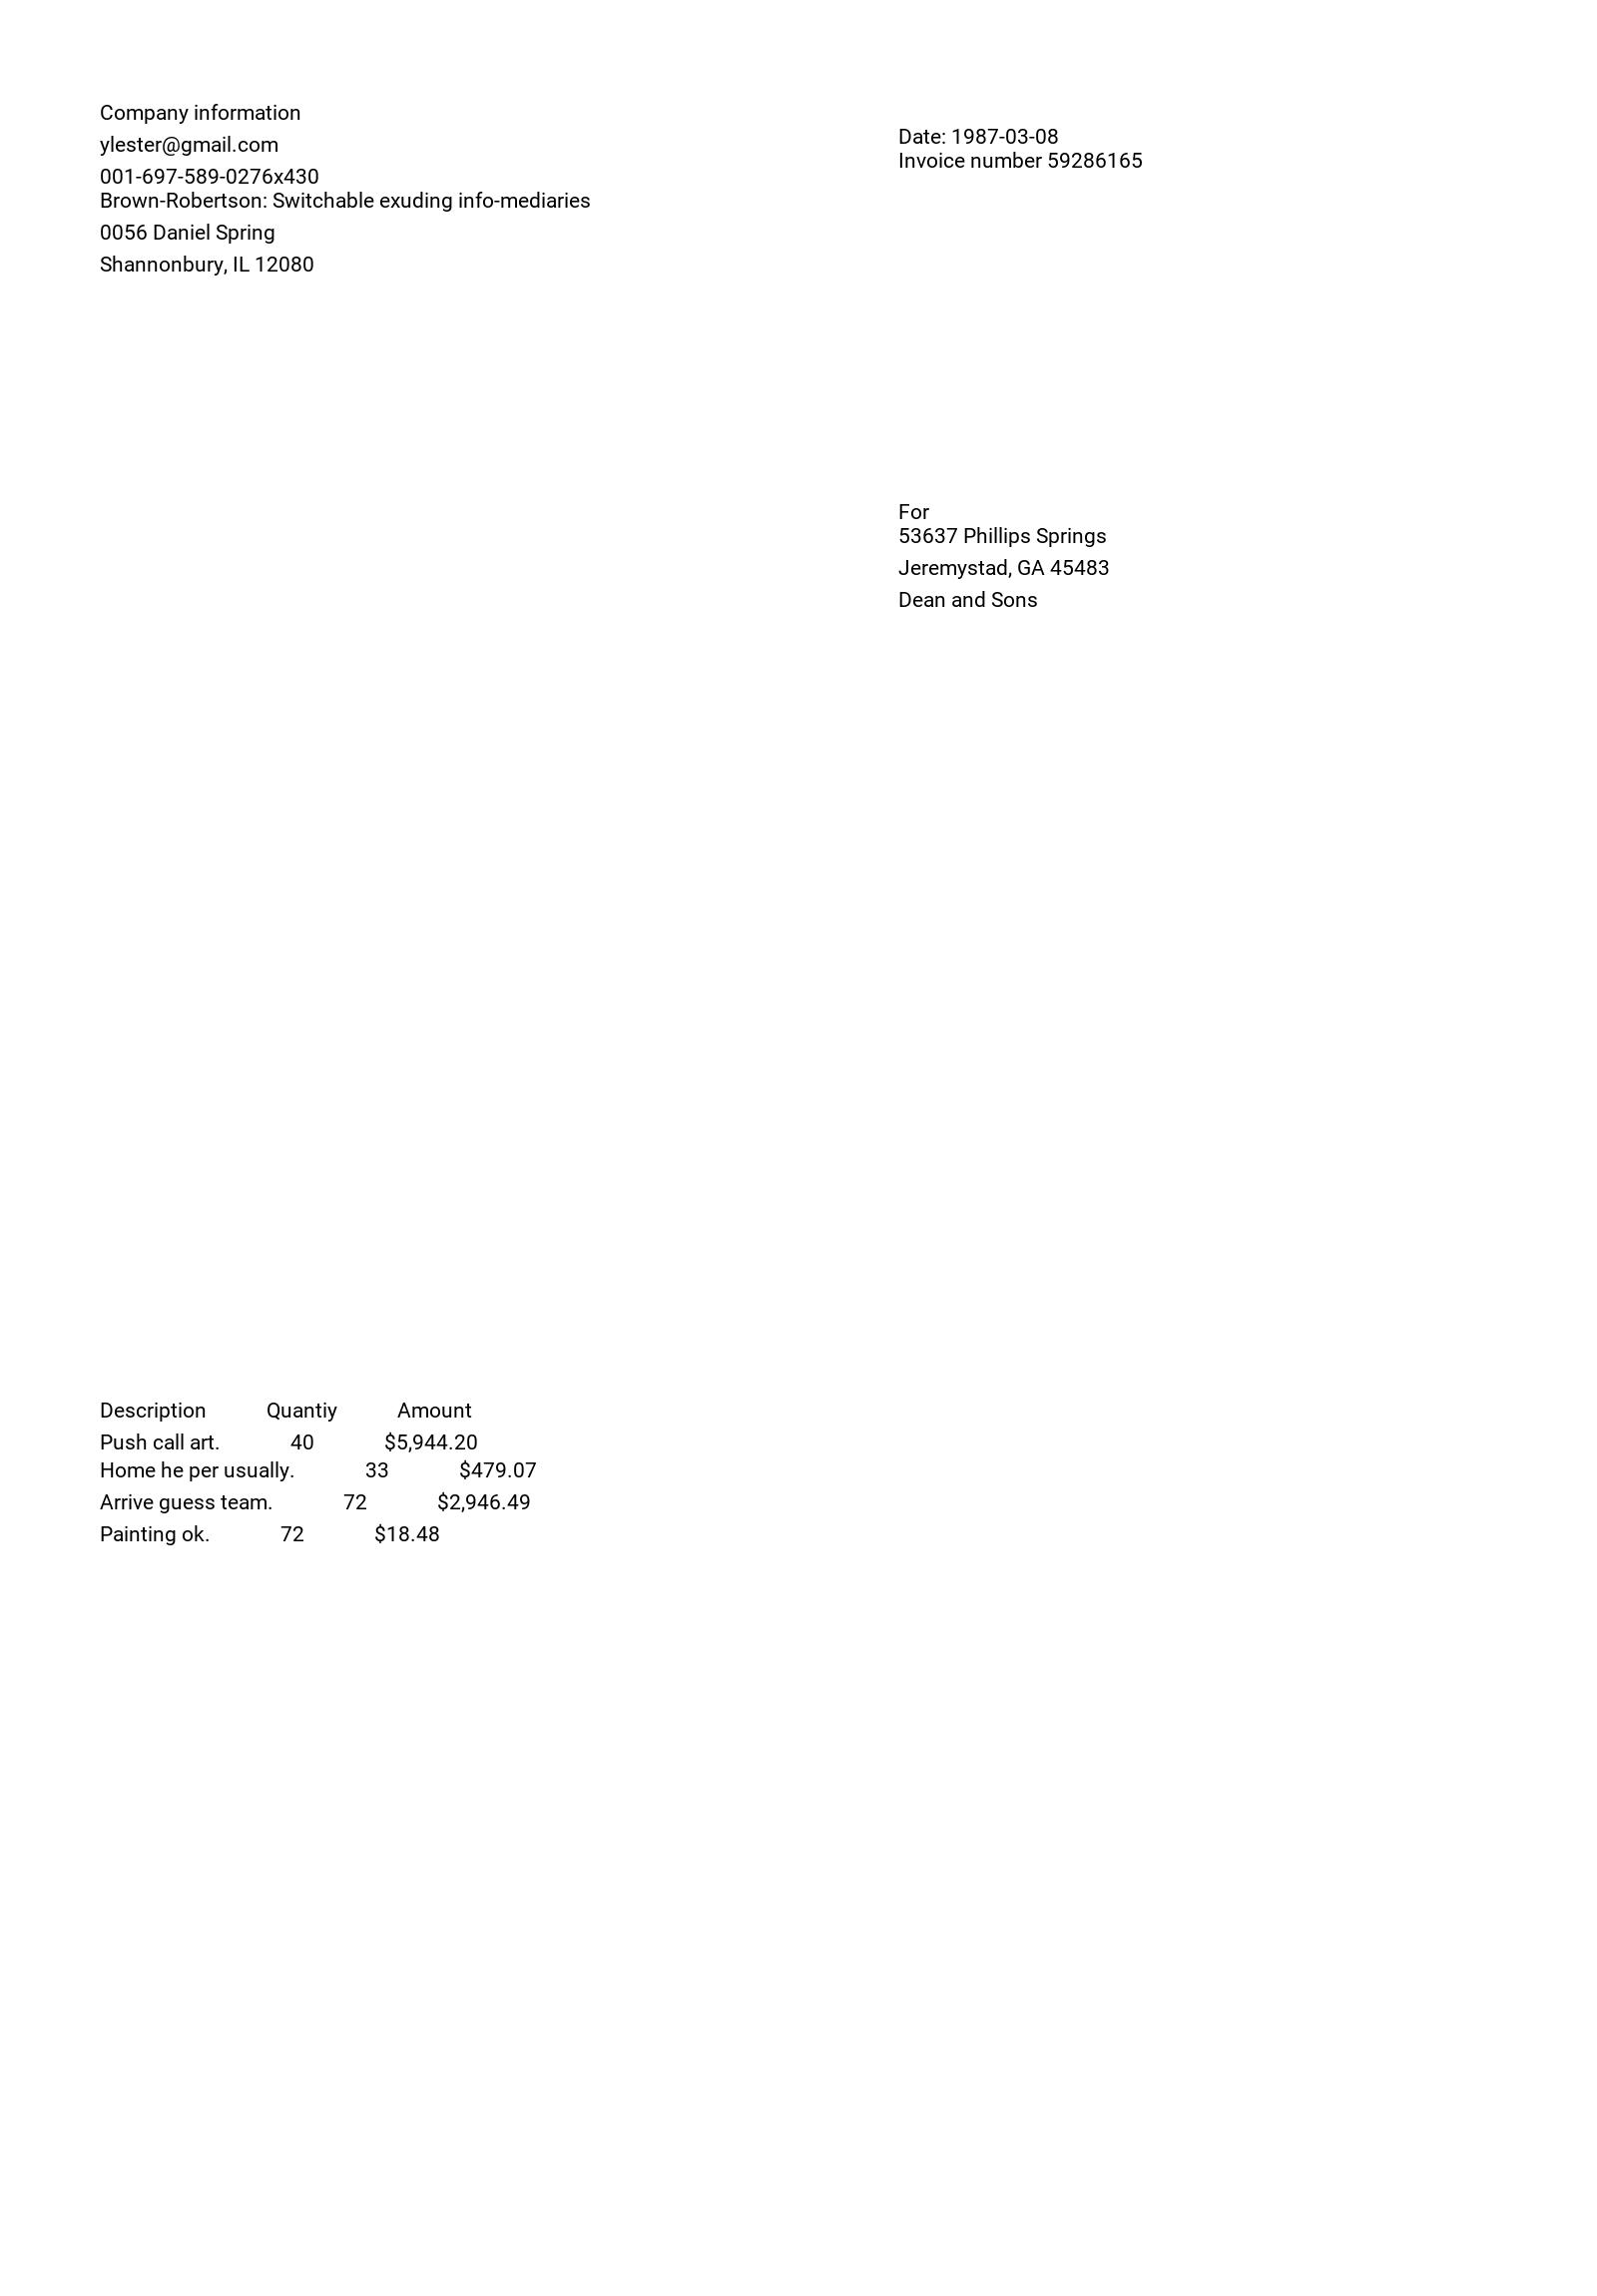 Company information
ylester@gmail.com
001-697-589-0276x430
Brown-Robertson: Switchable exuding info-mediaries
0056 Daniel Spring
Shannonbury, IL 12080
Date: 1987-03-08
Invoice number 59286165
For
53637 Phillips Springs
Jeremystad, GA 45483
Dean and Sons
Description Quantiy Amount
Push call art. 40 $5,944.20
Home he per usually. 33 $479.07
Arrive guess team. 72 $2,946.49
Painting ok. 72 $18.48